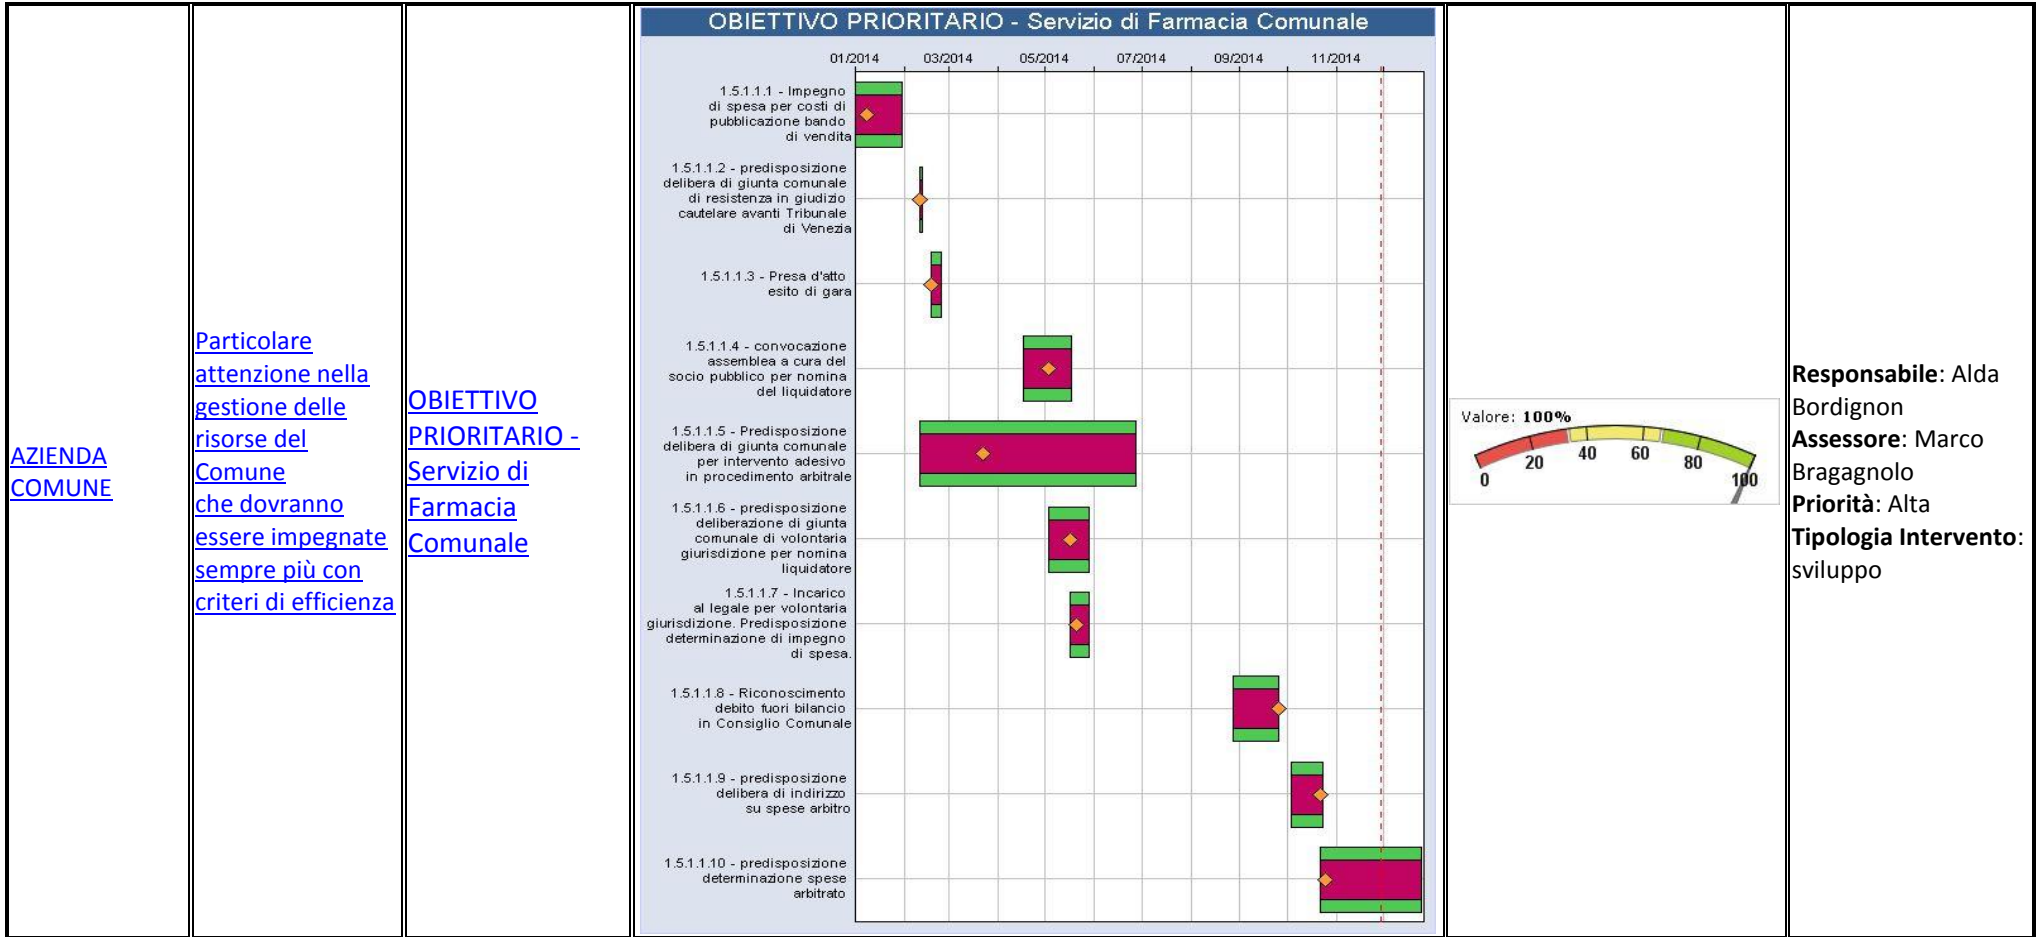 AZIENDA
COMUNE
Particolare
attenzione nella
gestione delle
risorse del
Comune
che dovranno
essere impegnate
sempre più con
criteri di efficienza
OBIETTIVO
PRIORITARIO -
Servizio di
Farmacia
Comunale
OBIETTIVO PRIORITARIO - Servizio di Farmacia Comunale
01/2014 03/2014 05/2014 07/2014 09/2014 11/2014
1.5.1.1.1 - Impegno
di spesa per costi di
pubblicazione bando
di vendita
1.5.1.1.2 - predisposizione
delibera di giunta comunale
di resistenza in giudizio
cautelare avanti Tribunale
di Venezia
1.5.1.1.3 - Presa d'atto
esito di gara
1.5.1.1.4 - convocazione
assemblea a cura del
socio pubblico per nomina
del liquidatore
1.5.1.1.5 - Predisposizione
delibera di giunta comunale
per intervento adesivo
in procedimento arbitrale
1.5.1.1.6 - predisposizione
deliberazione di giunta
comunale di volontaria
giurisdizione per nomina
liquidatore
1.5.1.1.7 - Incarico
al legale per volontaria
giurisdizione. Predisposizione
determinazione di impegno
di spesa.
1.5.1.1.8 - Riconoscimento
debito fuori bilancio
in Consiglio Comunale
1.5.1.1.9 - predisposizione
delibera di indirizzo
su spese arbitro
1.5.1.1.10 - predisposizione
determinazione spese
arbitrato
Valore: 100%
0 20 40 60 80 100
Responsabile: Alda
Bordignon
Assessore: Marco
Bragagnolo
Priorità: Alta
Tipologia Intervento:
sviluppo